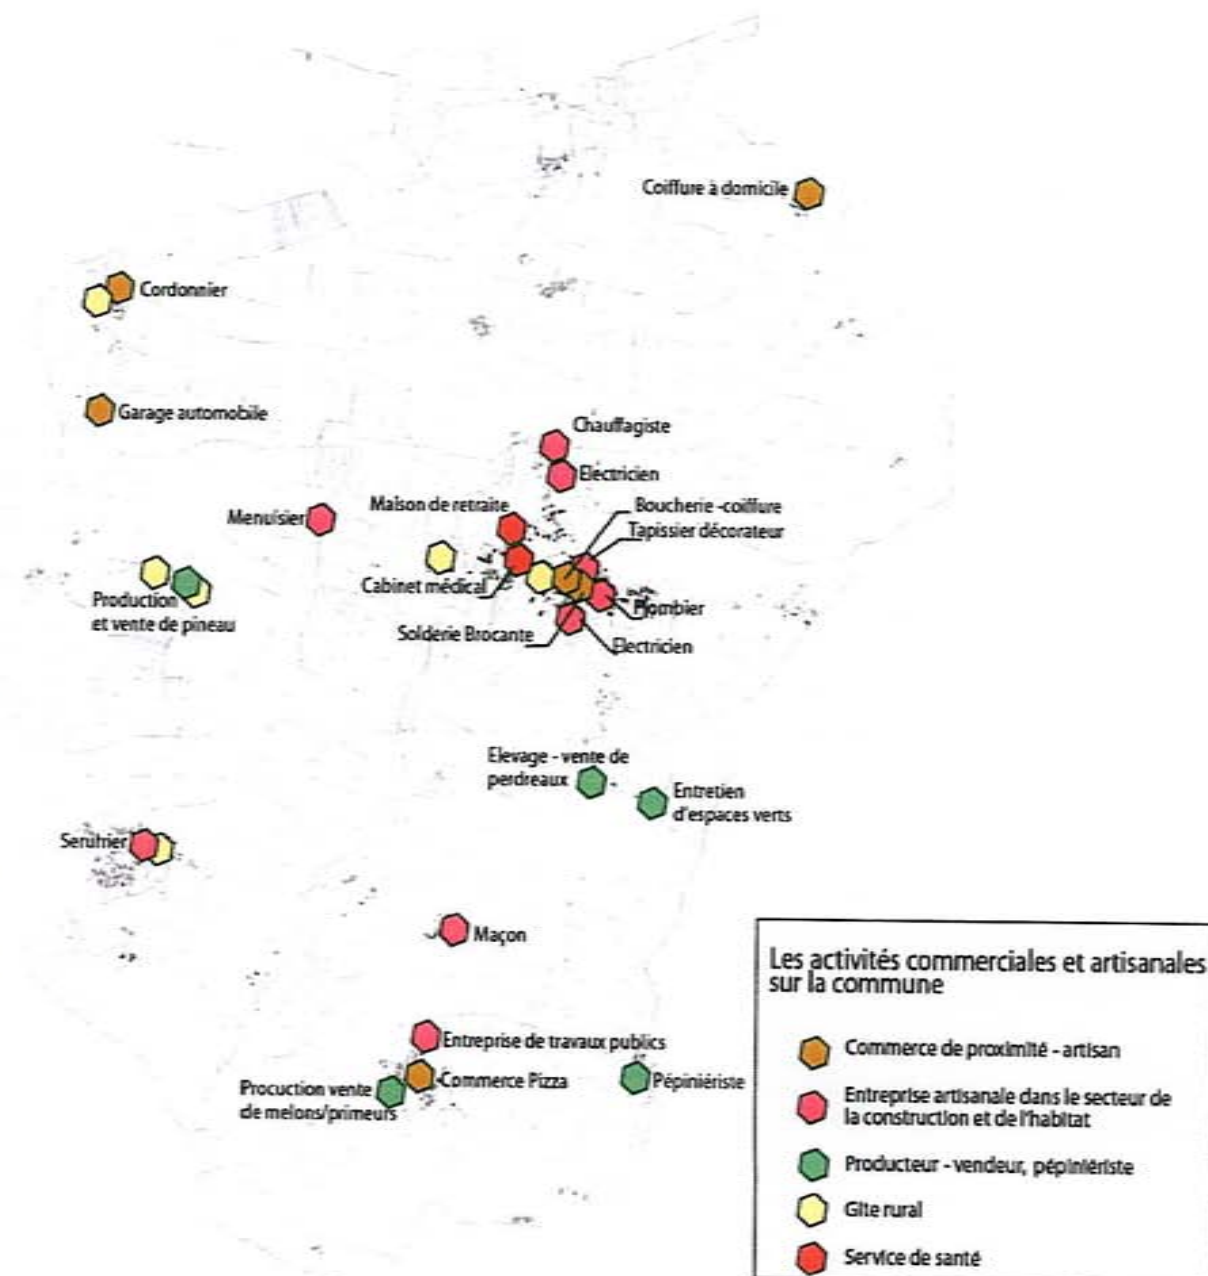 Coiffure à domicile
Cordonnier
Garage automobile
Chauffagiste
Electricien
Maison de retraite
Boucherie -coiffure
Menuisier
Tapissier décorateur
Cabinet médical
Production
et vente de pineau
Plombier
Solderie Brocante
Electricien
Elevage - vente de
perdreaux
Entretien
d'espaces verts
Serurrier
Maçon
Entreprise de travaux publics
Commerce Pizza
Pépiniériste
Procuction vente
de melons/primeurs
Les activités commerciales et artisanales
sur la commune
Commerce de proximité - artisan
Entreprise artisanale dans le secteur de
la construction et de l'habitat
Producteur - vendeur, pépiniériste
Gite rural
Service de santé